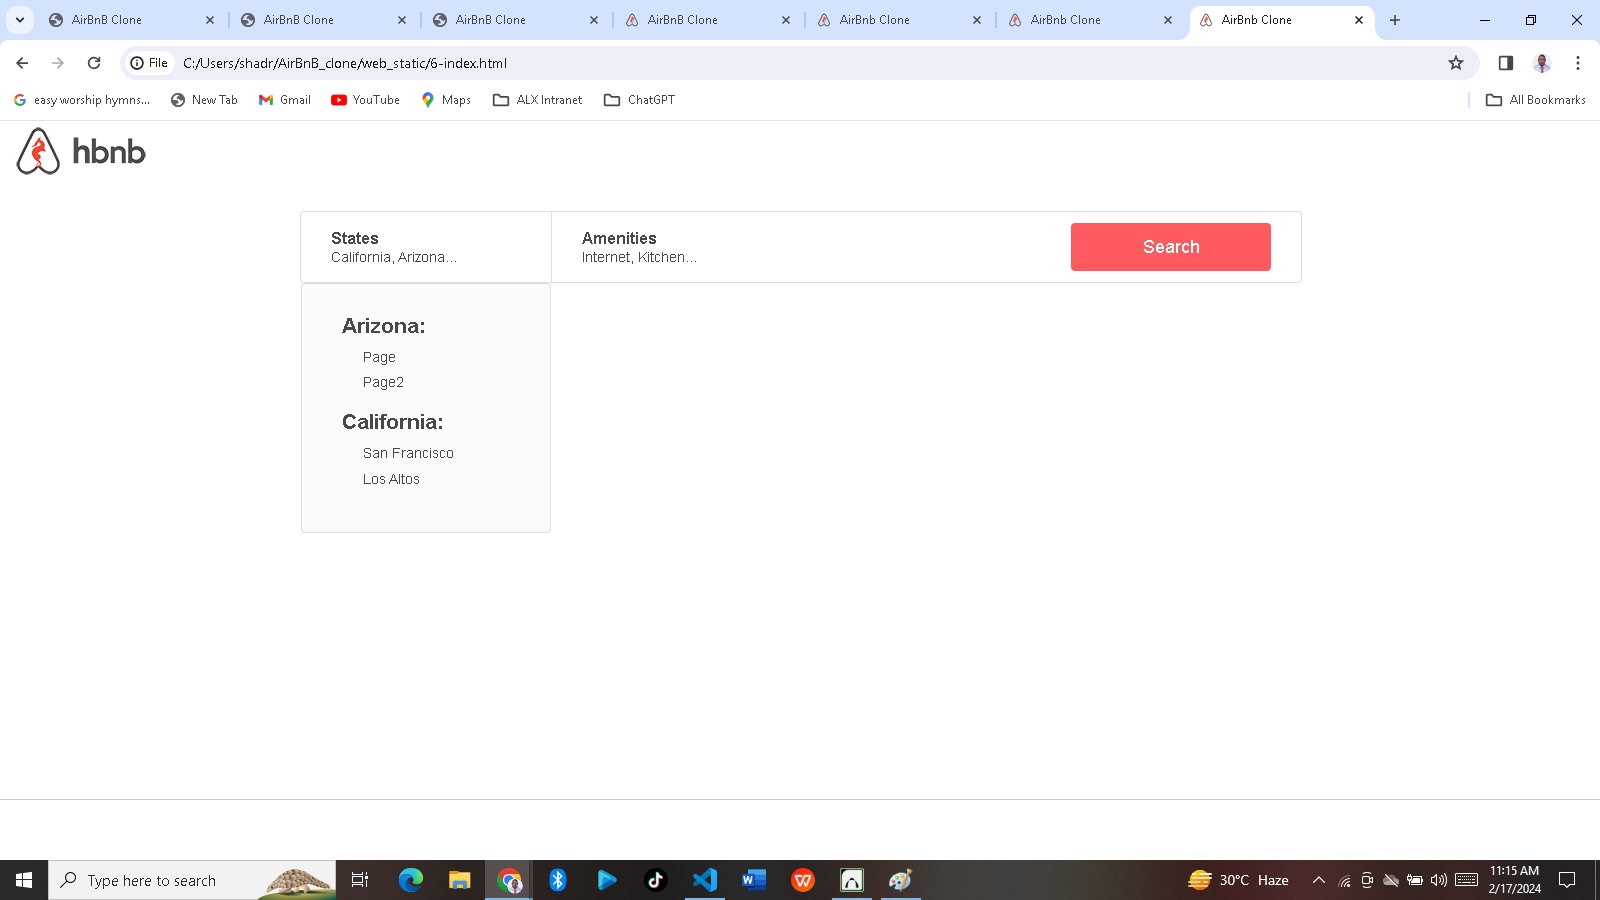 AirBnB Clone
AirBnB Clone
AirBnB Clone
AirBnB Clone
AirBnb Clone
AirBnb Clone
AirBnb Clone
File C:/Users/shadr/AirBnB_clone/web_static/6-index.html
easy worship hymns... New Tab Gmail YouTube Maps ALX Intranet ChatGPT All Bookmarks
hbnb
States
California, Arizona...
Amenities
Internet, Kitchen...
Search
Arizona:
Page
Page2
California:
San Francisco
Los Altos
Type here to search
30°C Haze
11:15 AM
2/17/2024